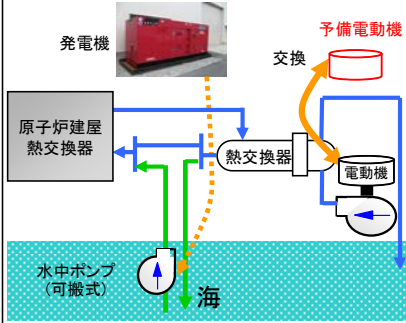 予備電動機
発電機
交換
原子炉建屋
熱交換器
熱交換器
電動機
水中ポンプ
(可搬式)
海